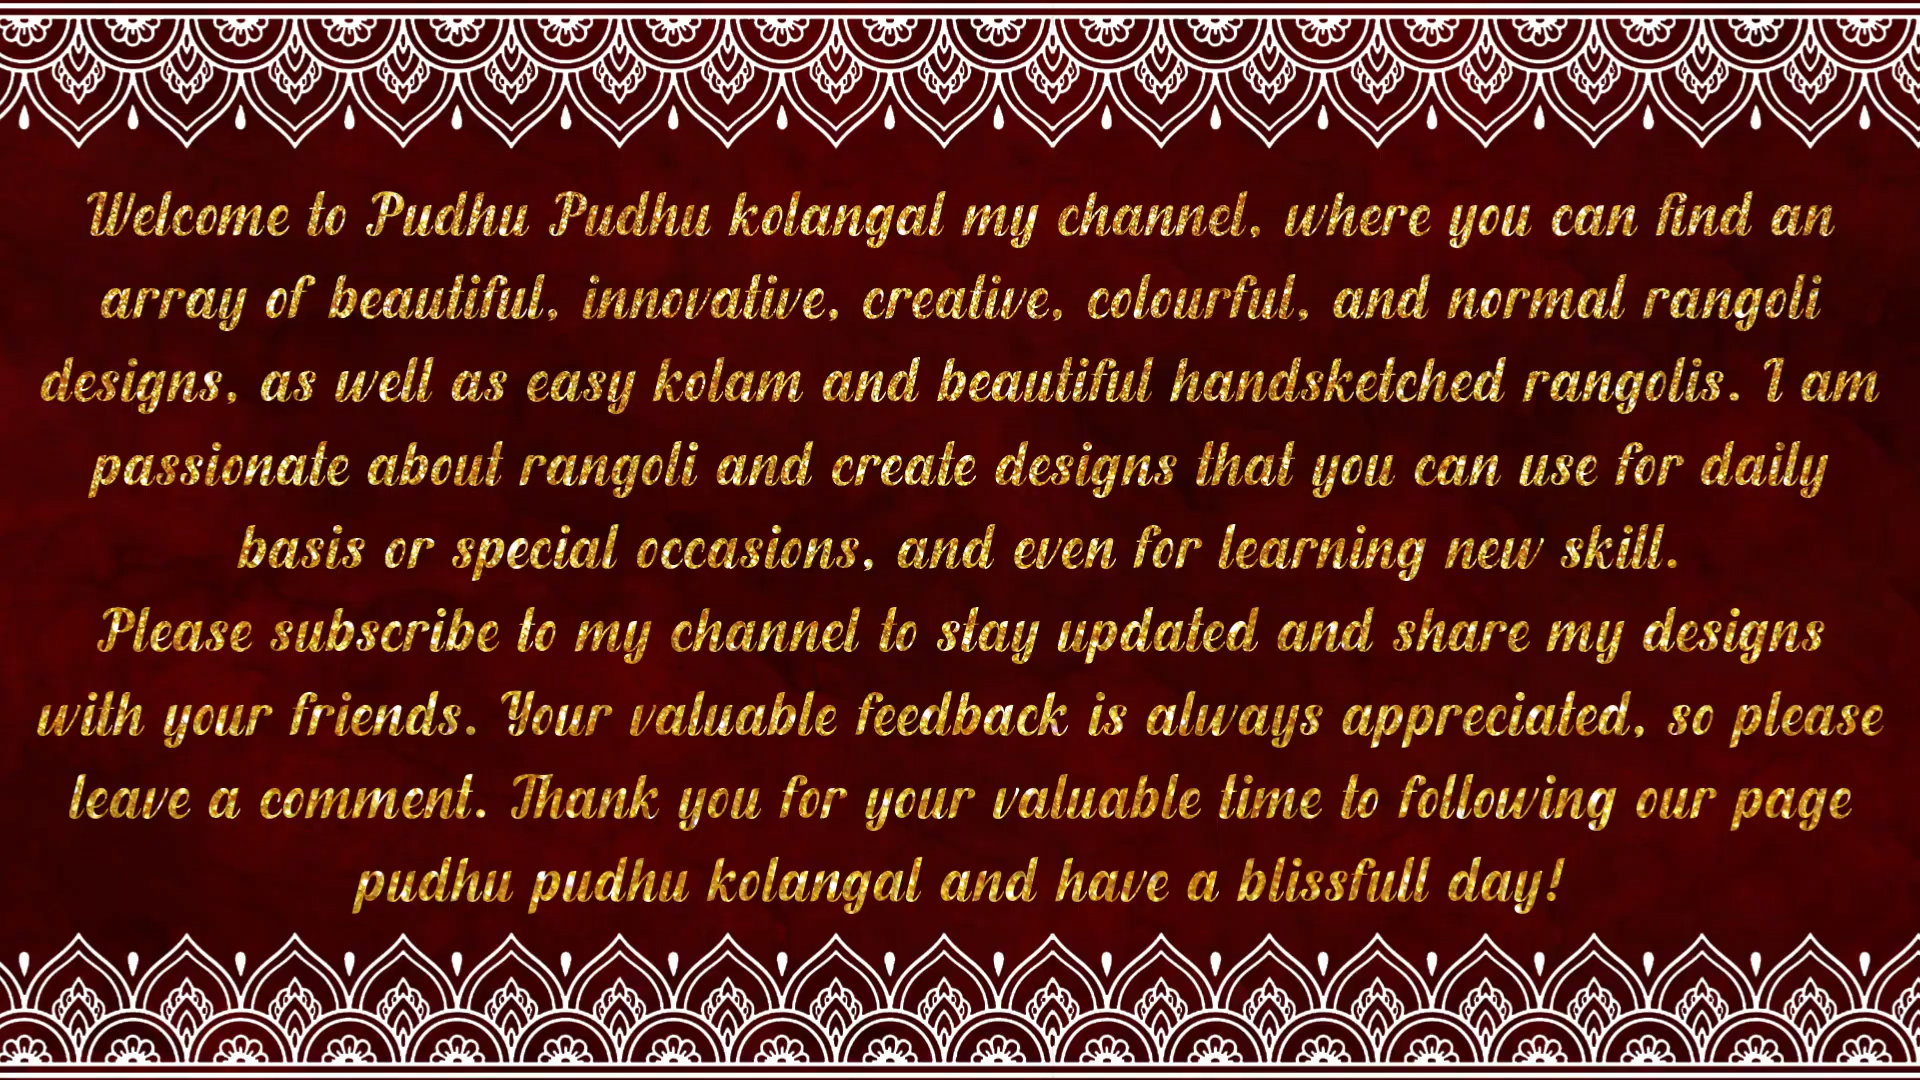 Welcome to Pudhu Pudhu kolangal my channel, where you can find an
array of beautiful, innovative, creative, colourful, and normal rangoli
designs, as well as easy kolam and beautiful handsketched rangolis. I am
passionate about rangoli and create designs that you can use for daily
basis or special occasions, and even for learning new skill.
Please subscribe to my channel to stay updated and share my designs
with your friends. Your valuable feedback is always appreciated, so please
leave a comment. Thank you for your valuable time to following our page
pudhu pudhu kolangal and have a blissfull day!